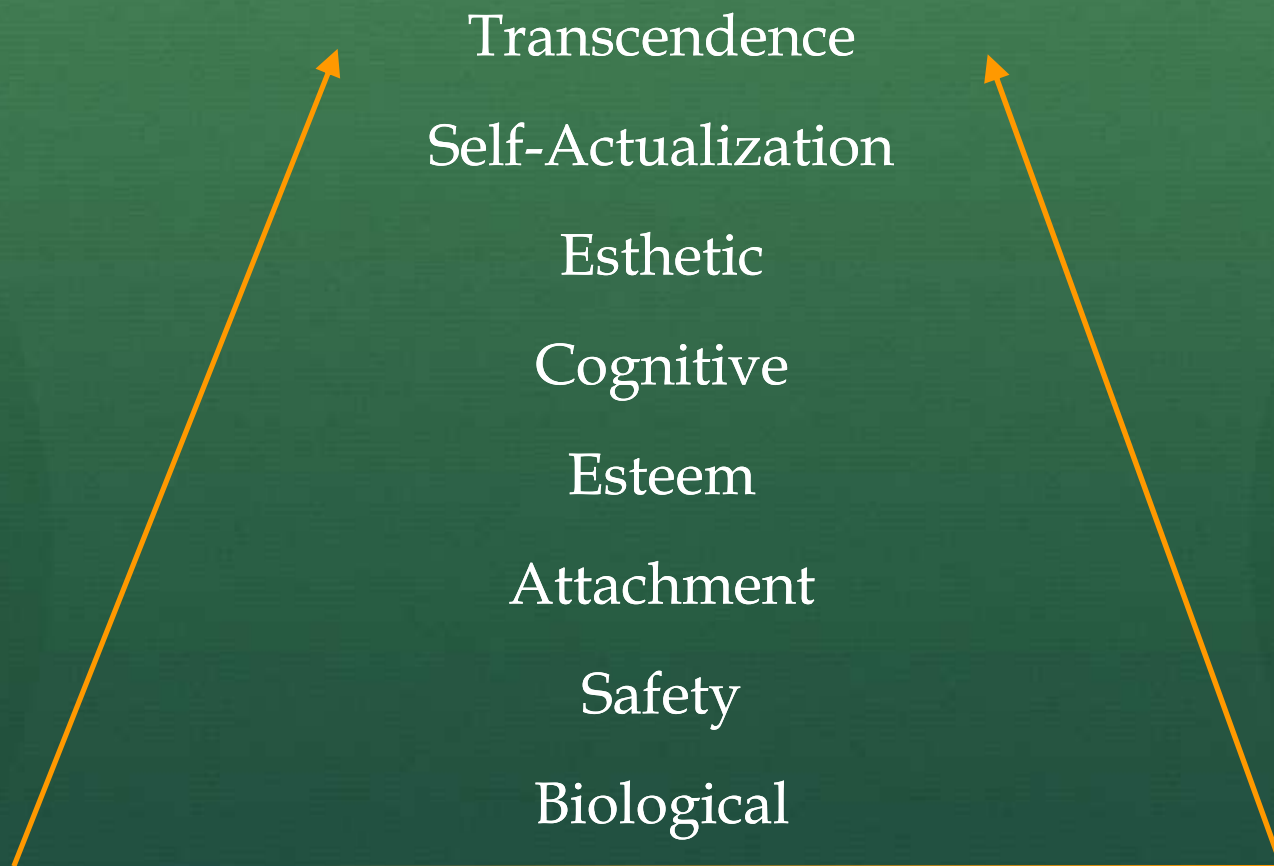 Transcendence
Self-Actualization
Esthetic
Cognitive
Esteem
Attachment
Safety
Biological